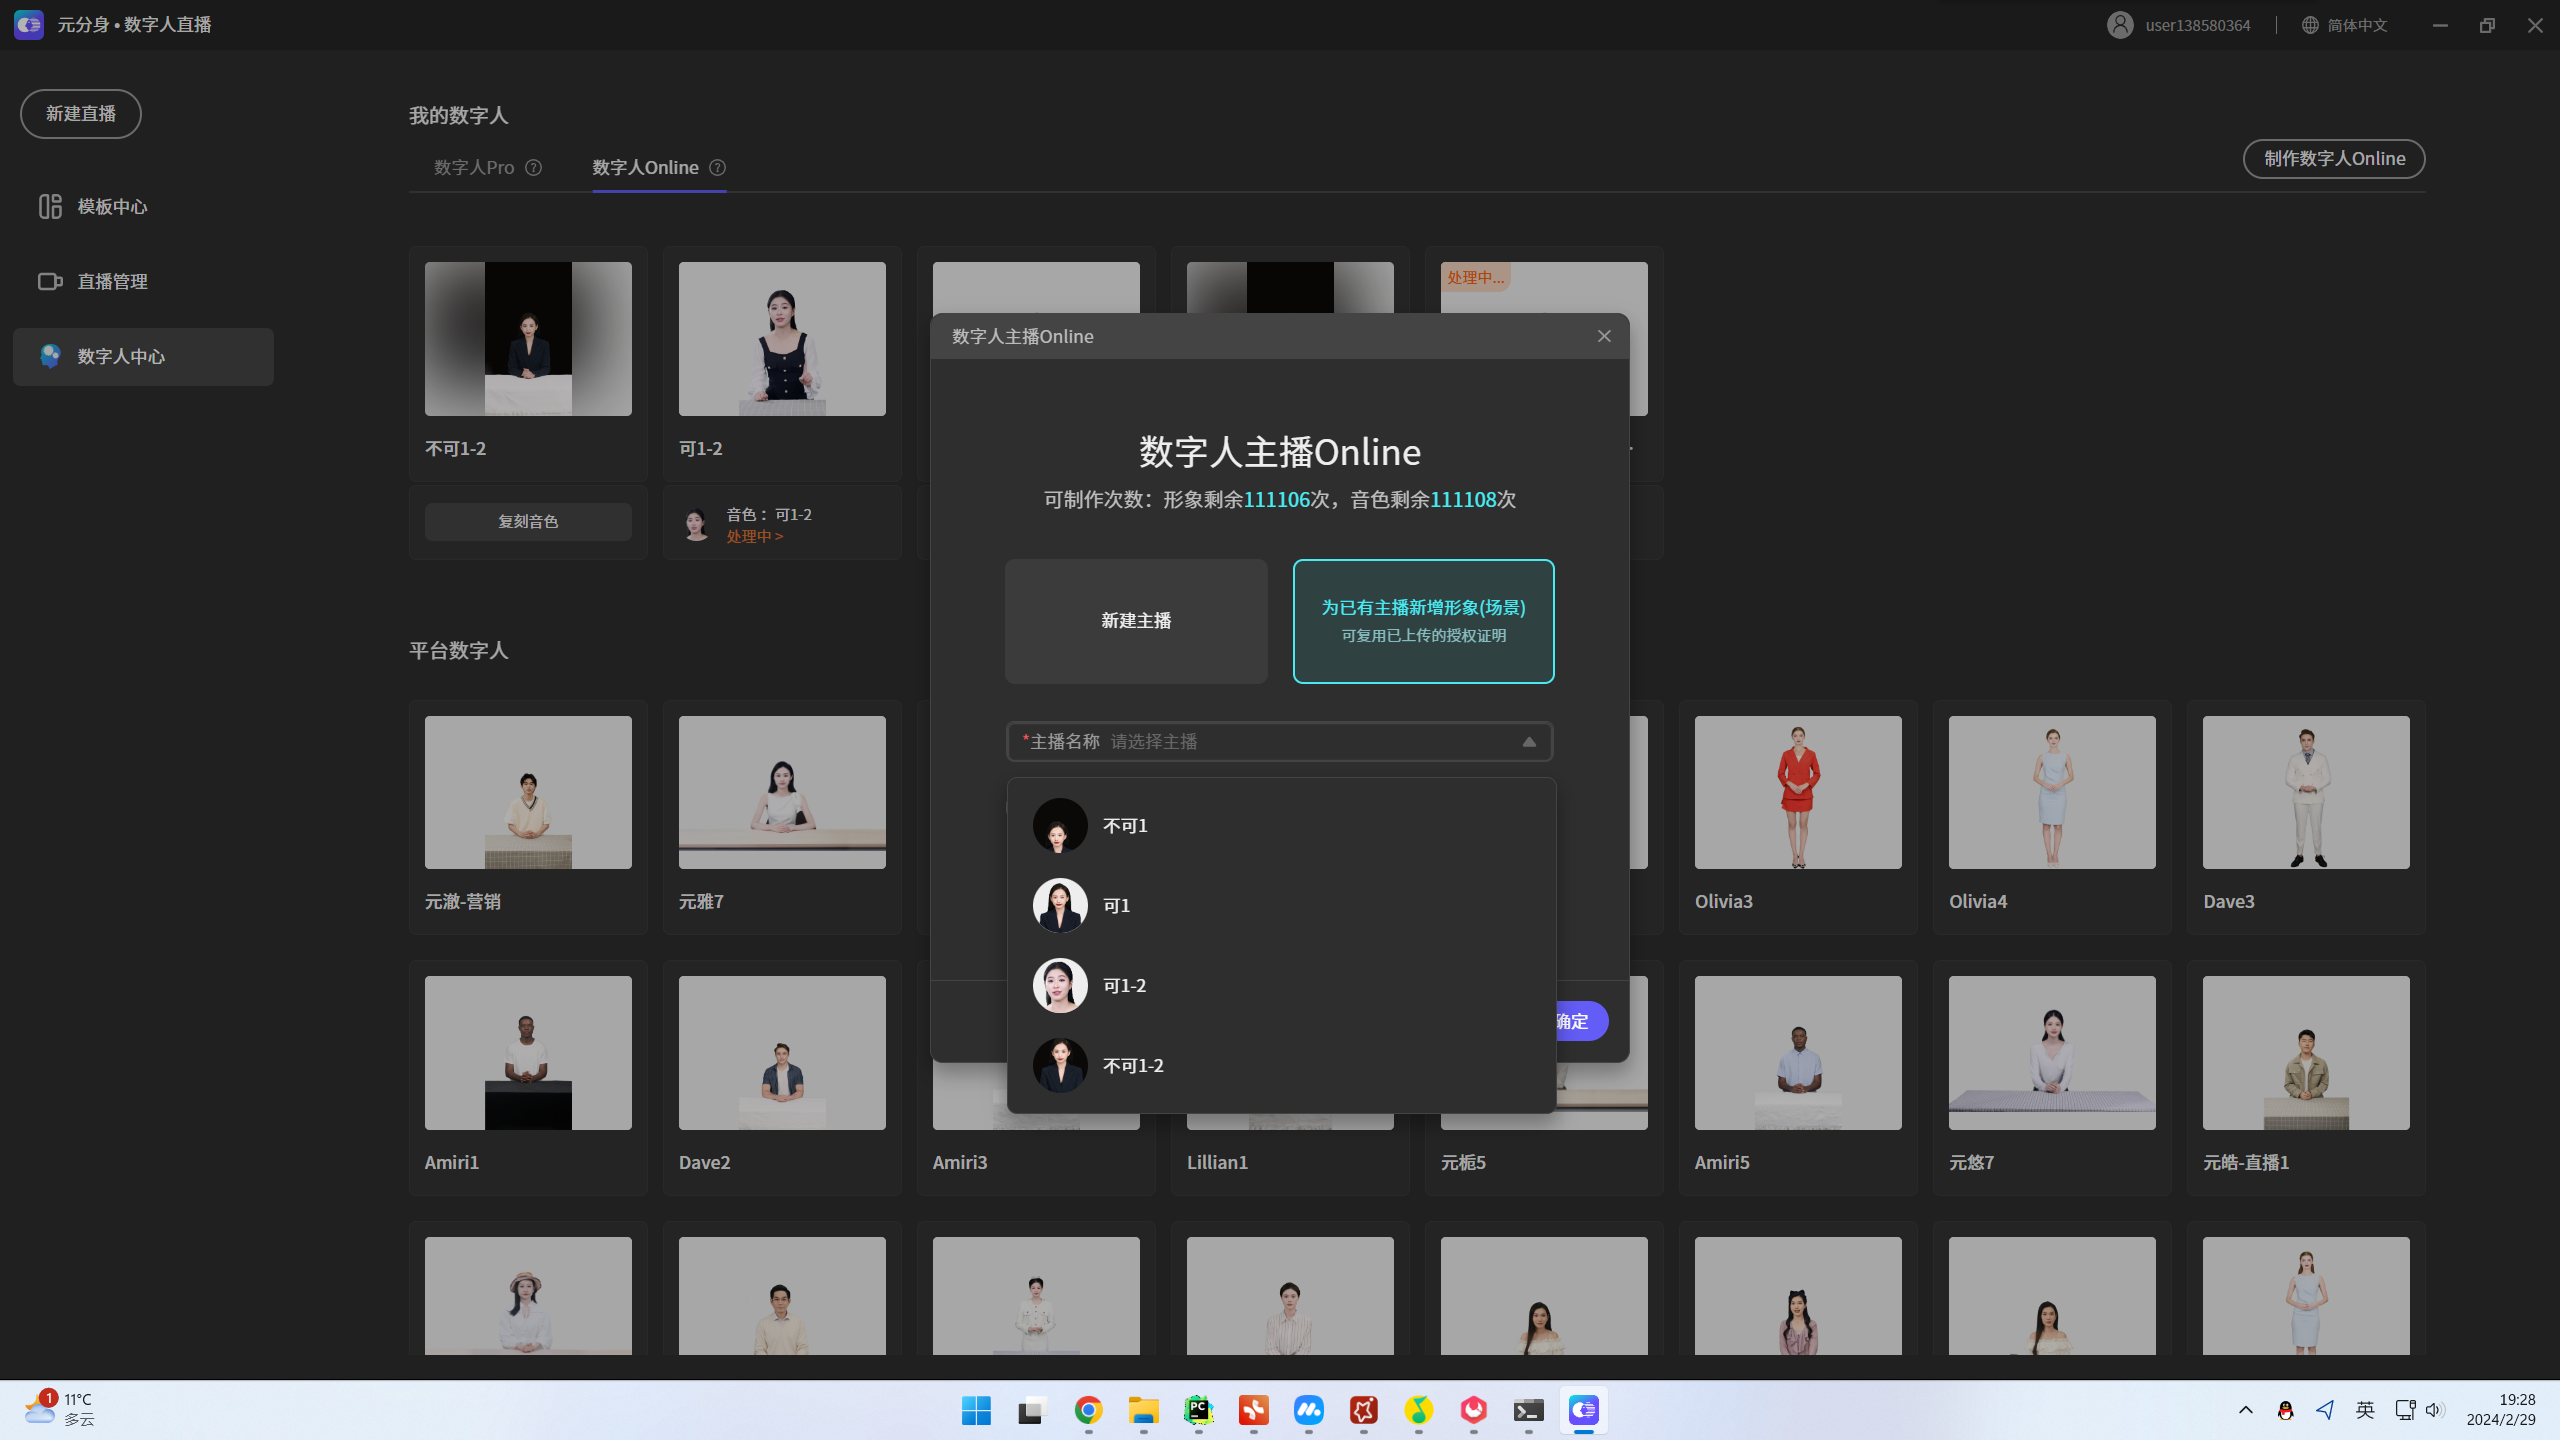 元分身•数字人直播
user138580364
简体中文
新建直播
模板中心
直播管理
数字人中心
我的数字人
数字人Pro ?
数字人Online ?
制作数字人Online
处理中...
不可1-2
可1-2
复刻音色
音色：可1-2
处理中 >
数字人主播Online
数字人主播Online
可制作次数：形象剩余111106次，音色剩余111108次
新建主播
为已有主播新增形象(场景)
可复用已上传的授权证明
*主播名称 请选择主播
不可1
可1
可1-2
不可1-2
确定
平台数字人
元澈-营销
元雅7
Olivia3
Olivia4
Dave3
Amiri1
Dave2
Amiri3
Lillian1
元栀5
Amiri5
元悠7
元皓-直播1
1
11°C
多云
PC
英
19:28
2024/2/29